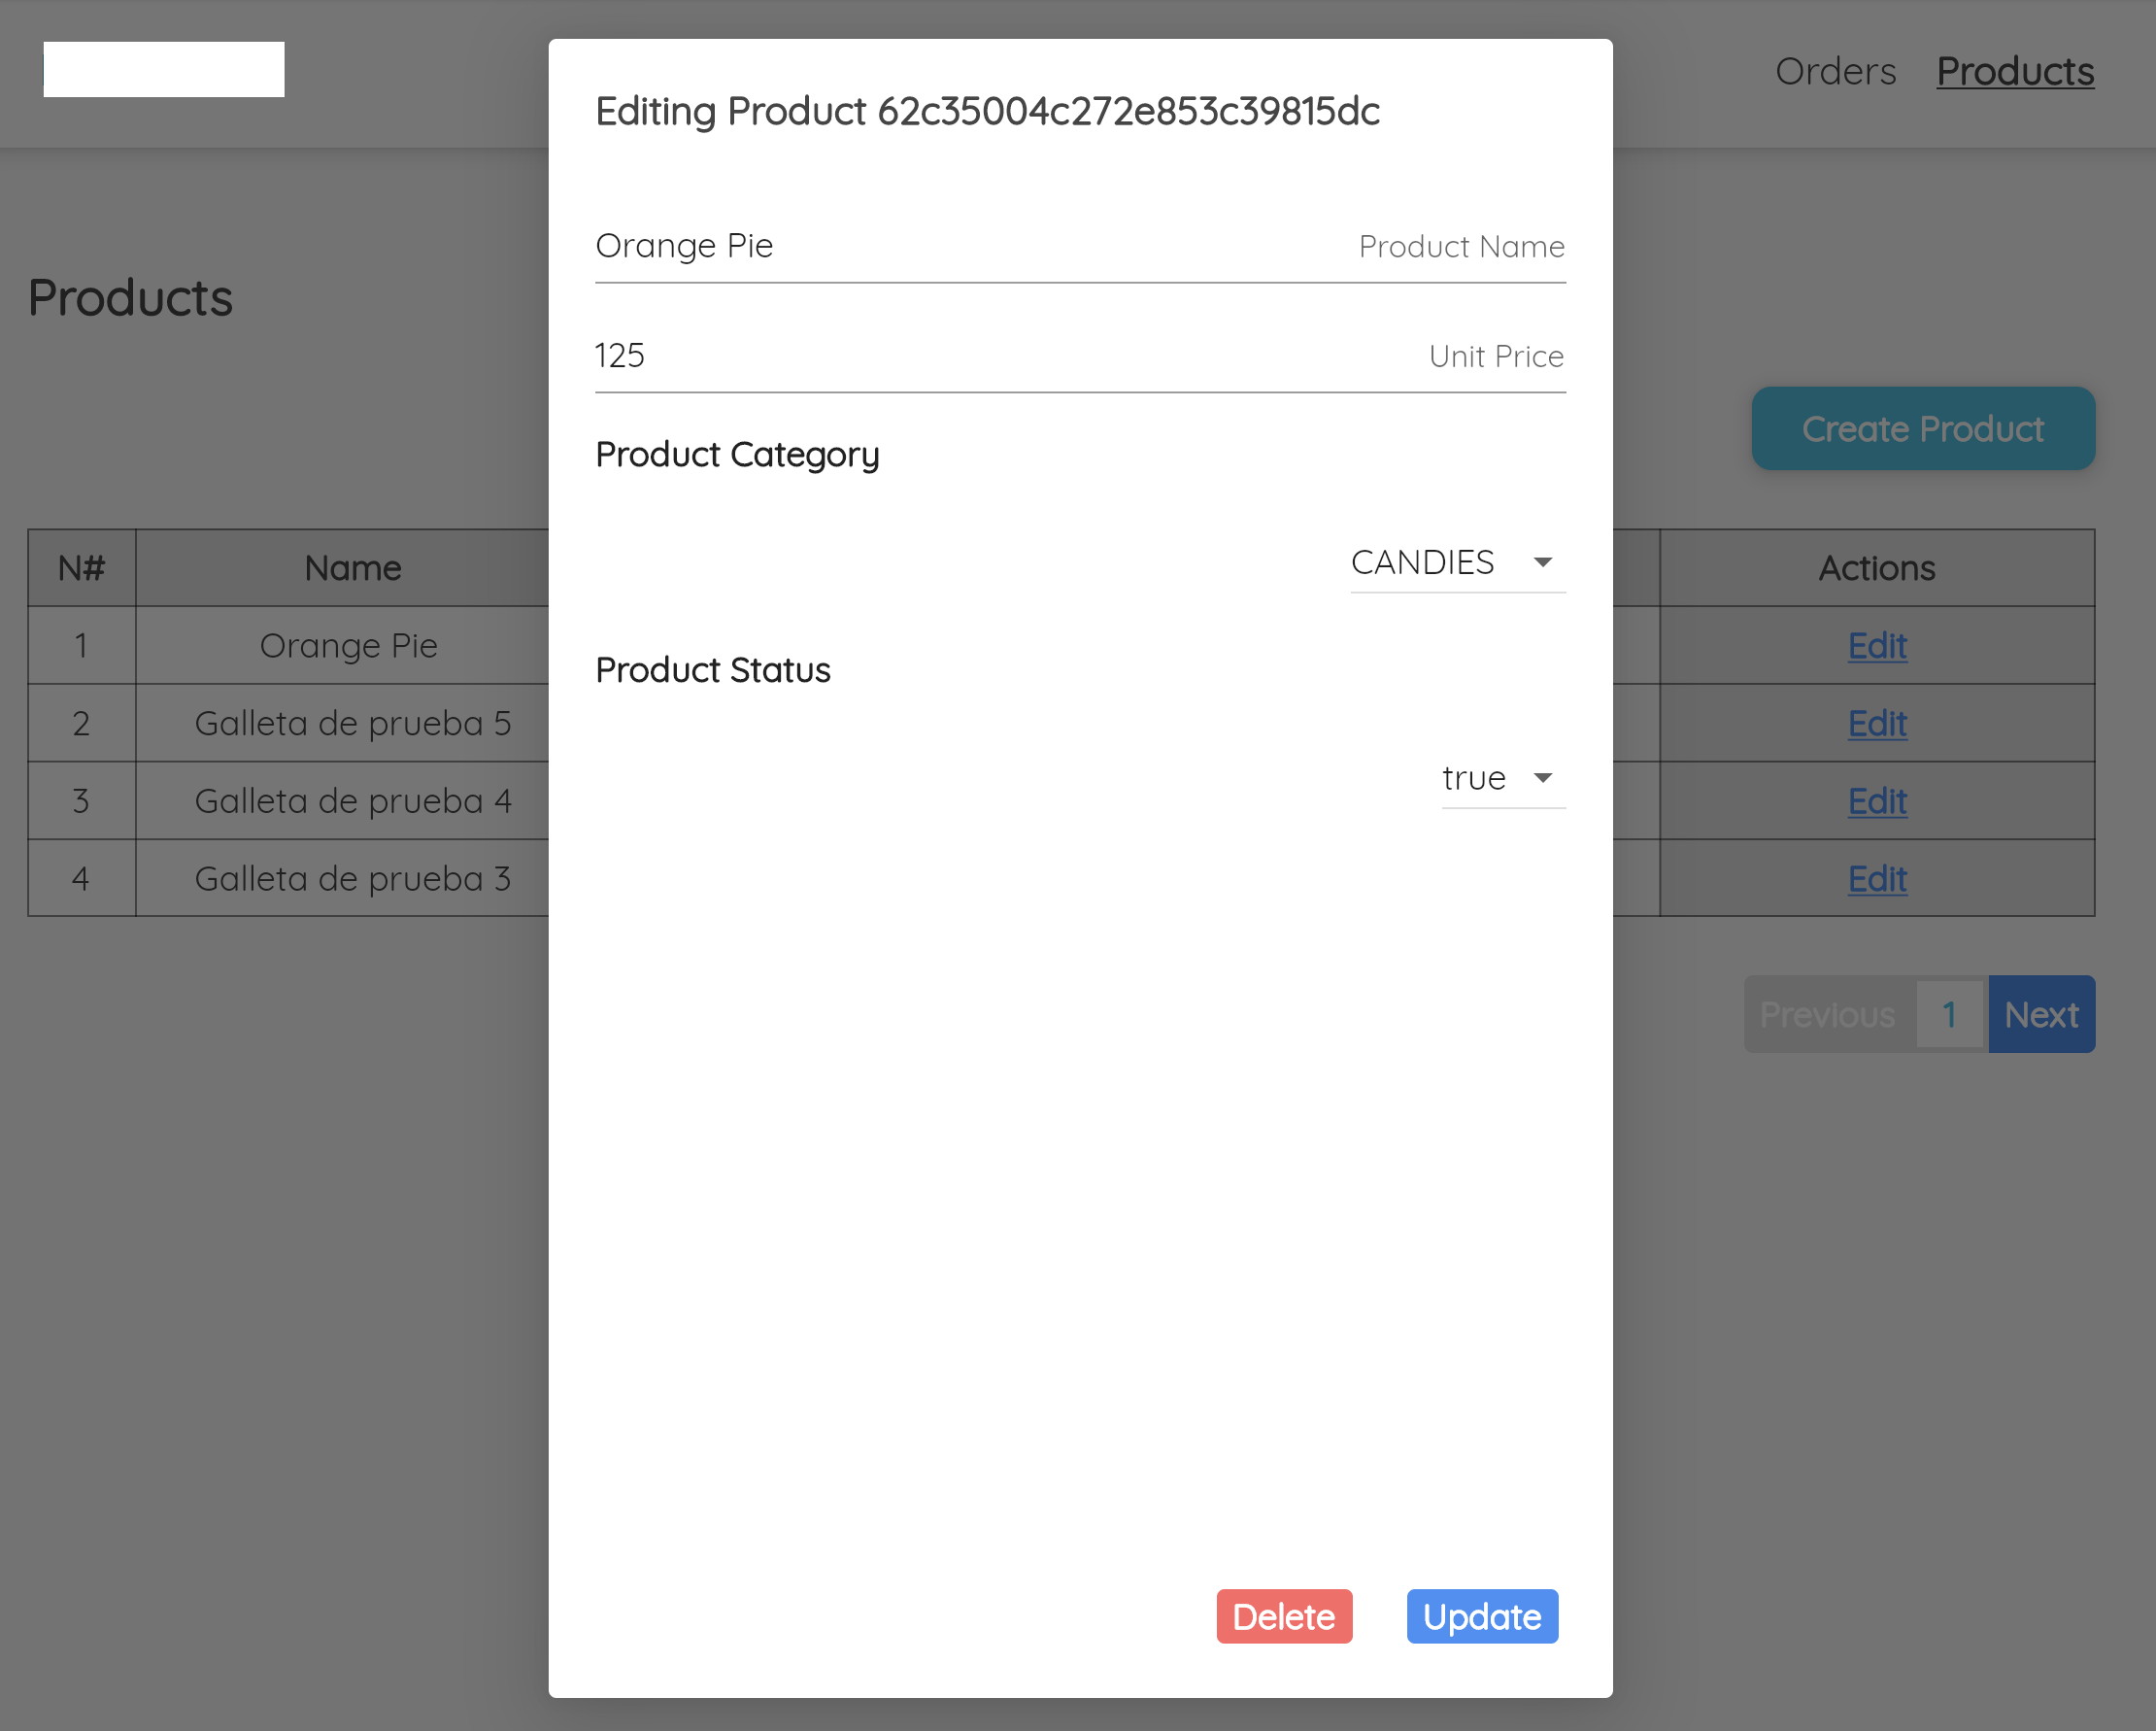 Orders Products
Editing Product 62c35004c272e853c39815dc
Orange Pie Product Name
Products
125 Unit Price
Create Product
Product Category
N# Name Actions
CANDIES
1 Orange Pie Edit
Product Status
2 Galleta de prueba 5 Edit
true
3 Galleta de prueba 4 Edit
4 Galleta de prueba 3 Edit
Previous 1 Next
Delete Update